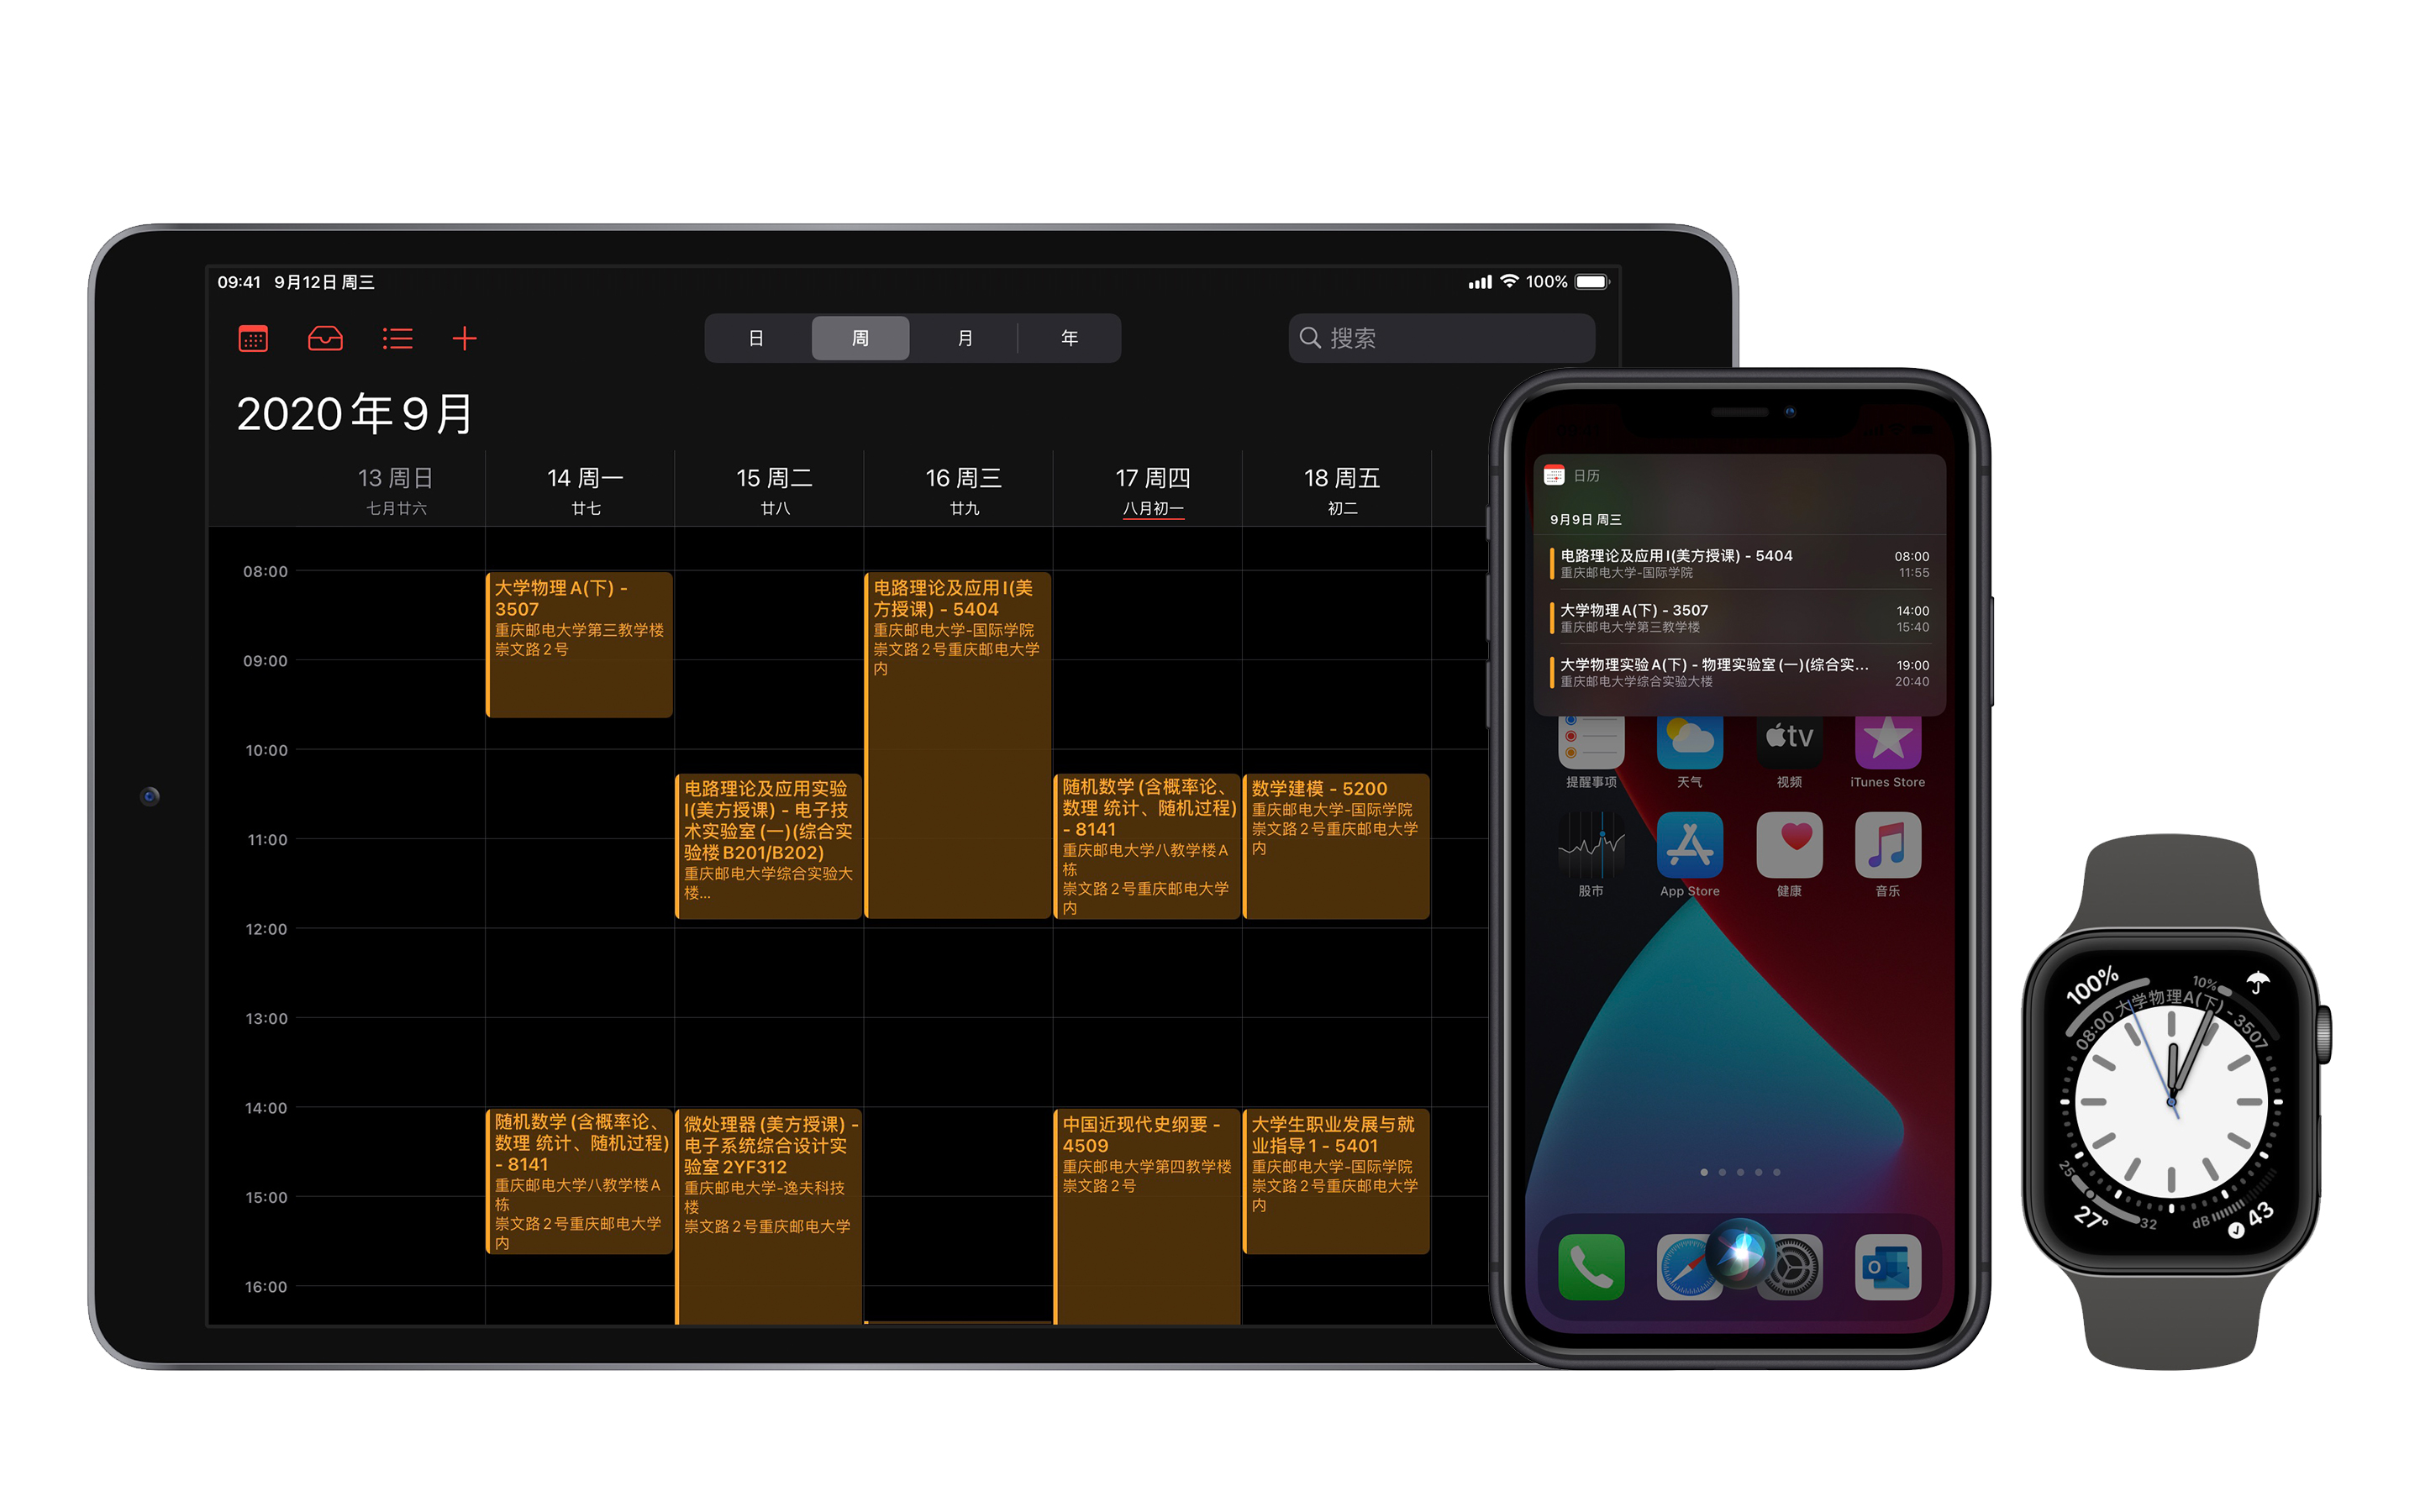 09:41 9月12日 周三
100%
日 周 月 年
搜索
2020年9月
13 周日
七月廿六
14 周一
廿七
15 周二
廿八
16 周三
廿九
17 周四
八月初一
18 周五
初二
08:00
09:00
10:00
11:00
12:00
13:00
14:00
15:00
16:00
大学物理A(下) -
3507
重庆邮电大学第三教学楼
崇文路2号
随机数学 (含概率论、
数理 统计、随机过程)
- 8141
重庆邮电大学八教学楼A
栋
崇文路2号重庆邮电大学
内
电路理论及应用实验
I(美方授课) - 电子技
术实验室 (一)(综合实
验楼B201/B202)
重庆邮电大学综合实验大
楼...
微处理器 (美方授课) -
电子系统综合设计实
验室2YF312
重庆邮电大学-逸夫科技
楼
崇文路2号重庆邮电大学
电路理论及应用I(美
方授课) - 5404
重庆邮电大学-国际学院
崇文路2号重庆邮电大学
内
随机数学 (含概率论、
数理 统计、随机过程)
- 8141
重庆邮电大学八教学楼A
栋
崇文路2号重庆邮电大学
内
中国近现代史纲要 -
4509
重庆邮电大学第四教学楼
崇文路2号
数学建模 - 5200
重庆邮电大学-国际学院
崇文路2号重庆邮电大学
内
大学生职业发展与就
业指导1 - 5401
重庆邮电大学-国际学院
崇文路2号重庆邮电大学
内
日历
9月9日 周三
电路理论及应用I(美方授课) - 5404 08:00
重庆邮电大学-国际学院 11:55
大学物理A(下) - 3507 14:00
重庆邮电大学第三教学楼 15:40
大学物理实验A(下) - 物理实验室 (一)(综合实... 19:00
重庆邮电大学综合实验大楼 20:40
提醒事项 天气 视频 iTunes Store
tv
股市 App Store 健康 音乐
O
100%
10%
08:00 大学物理A(下) - 3507
25 27° 32
dB 43